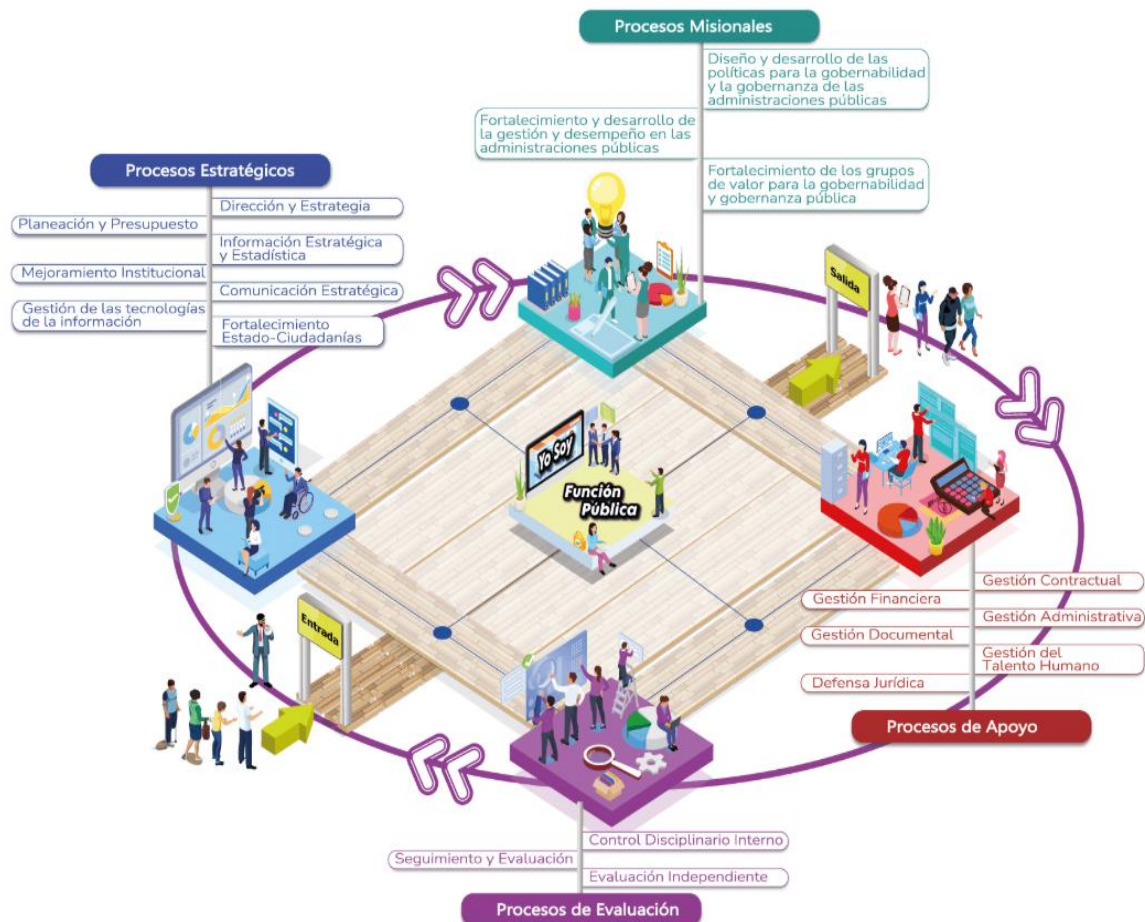 Procesos Misionales
Diseño y desarrollo de las
políticas para la gobernabilidad
y la gobernanza de las
administraciones públicas
Fortalecimiento y desarrollo de
la gestión y desempeño en las
administraciones públicas
Fortalecimiento de los grupos
de valor para la gobernabilidad
y gobernanza pública
Procesos Estratégicos
Dirección y Estrategia
Planeación y Presupuesto
Información Estratégica
y Estadística
Mejoramiento Institucional
Comunicación Estratégica
Gestión de las tecnologías
de la información
Fortalecimiento
Estado-Ciudadanías
Salida
Yo Soy
Función
Pública
Entrada
Gestión Contractual
Gestión Financiera
Gestión Administrativa
Gestión Documental
Gestión del
Talento Humano
Defensa Jurídica
Procesos de Apoyo
Control Disciplinario Interno
Seguimiento y Evaluación
Evaluación Independiente
Procesos de Evaluación